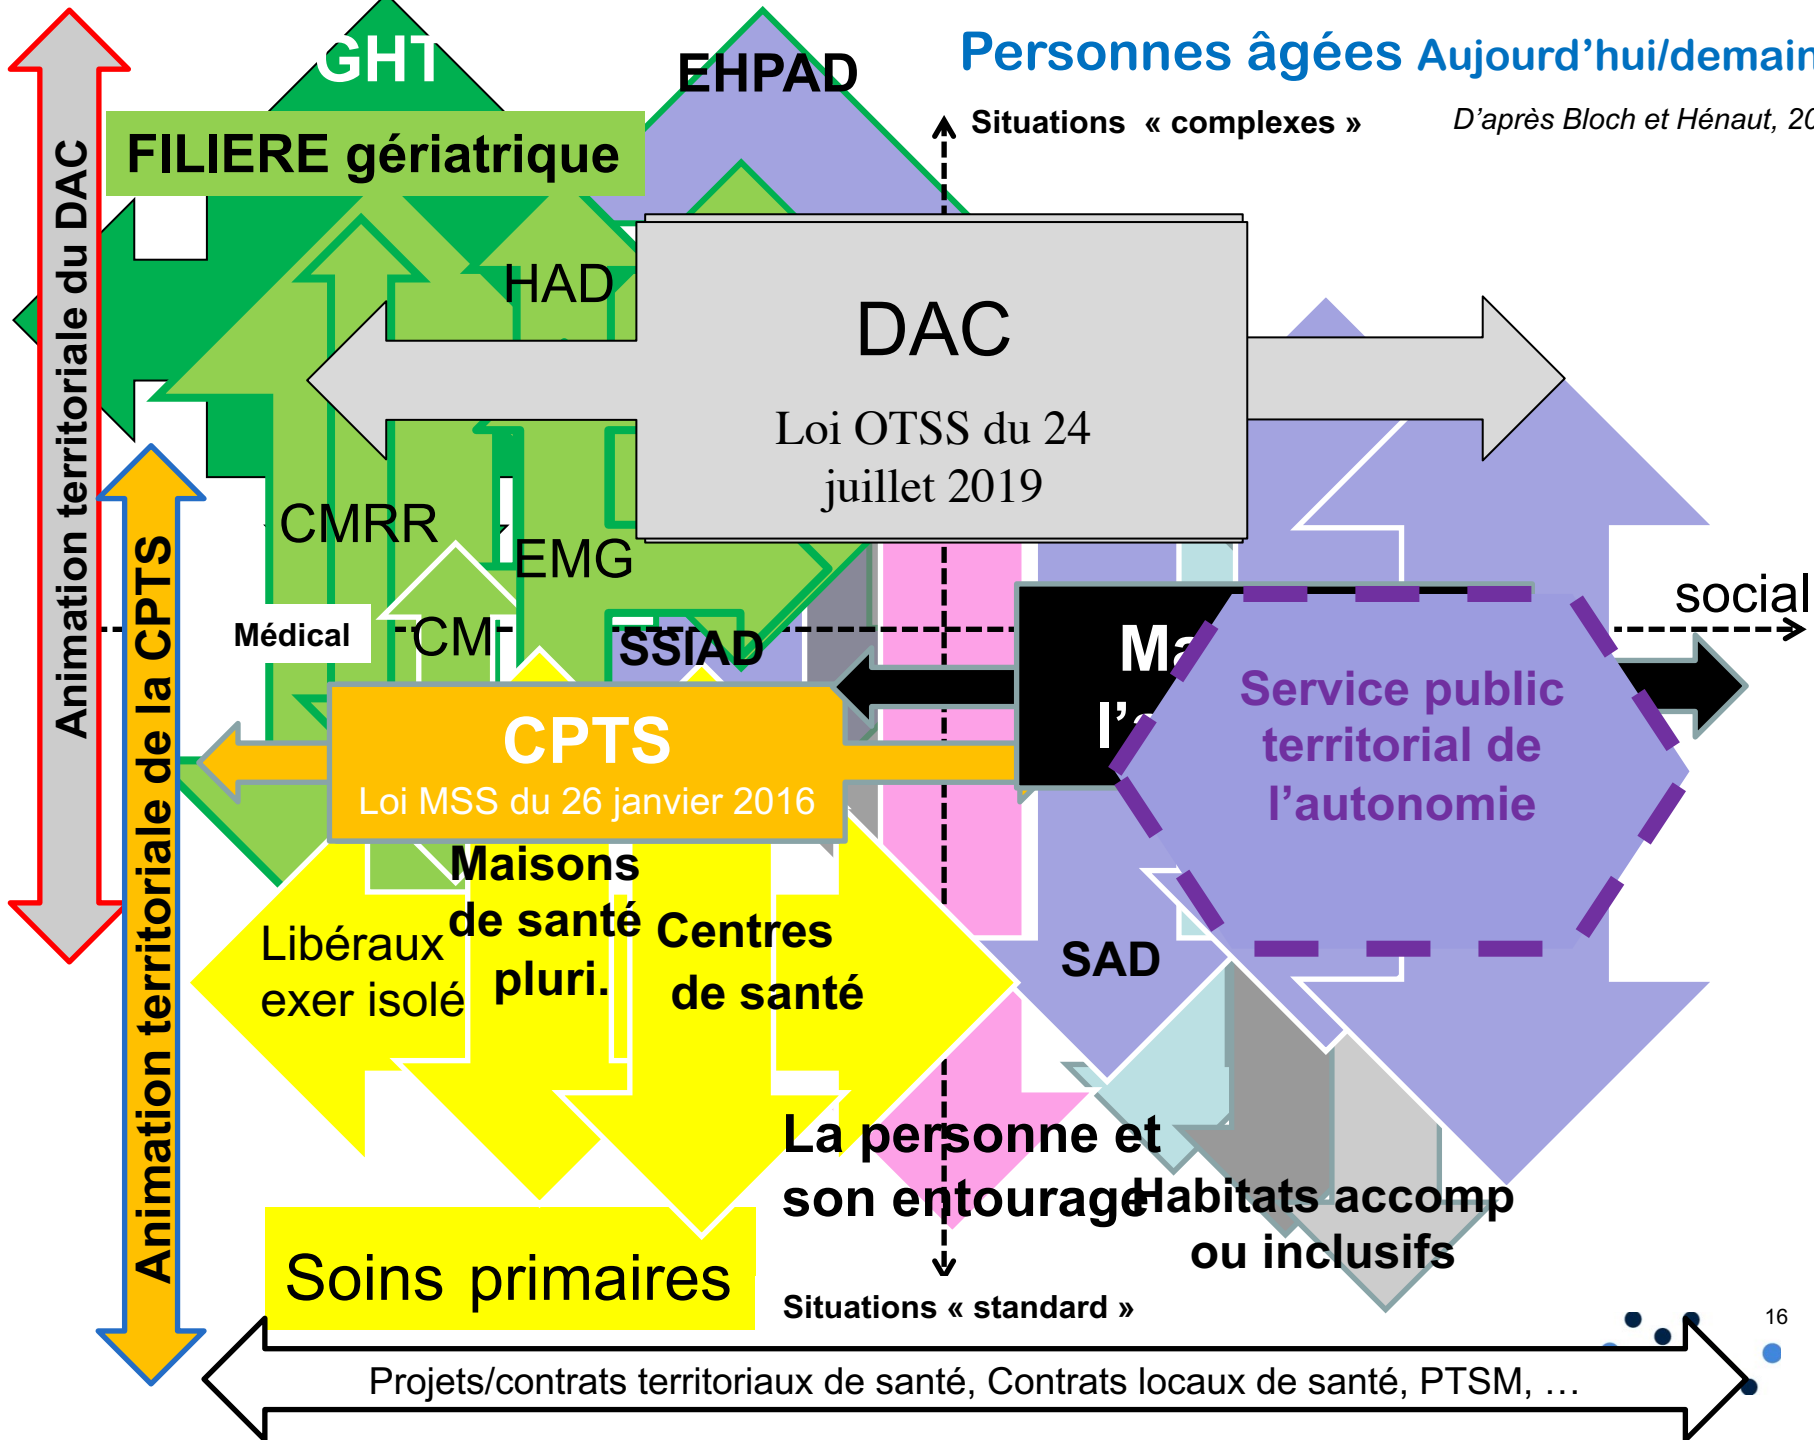 GHT
EHPAD
Personnes âgées Aujourd’hui/demain
Situations « complexes »
D’après Bloch et Hénaut, 20
FILIERE gériatrique
Animation territoriale du DAC
HAD
DAC
Loi OTSS du 24
juillet 2019
CMRR
EMG
Animation territoriale de la CPTS
social
Médical
CM
SSIAD
Ma
l’a
Service public
territorial de
l’autonomie
CPTS
Loi MSS du 26 janvier 2016
Maisons
de santé
pluri.
Libéraux
exer isolé
Centres
de santé
SAD
La personne et
son entourage
Habitats accomp
ou inclusifs
Soins primaires
Situations « standard »
16
Projets/contrats territoriaux de santé, Contrats locaux de santé, PTSM, …